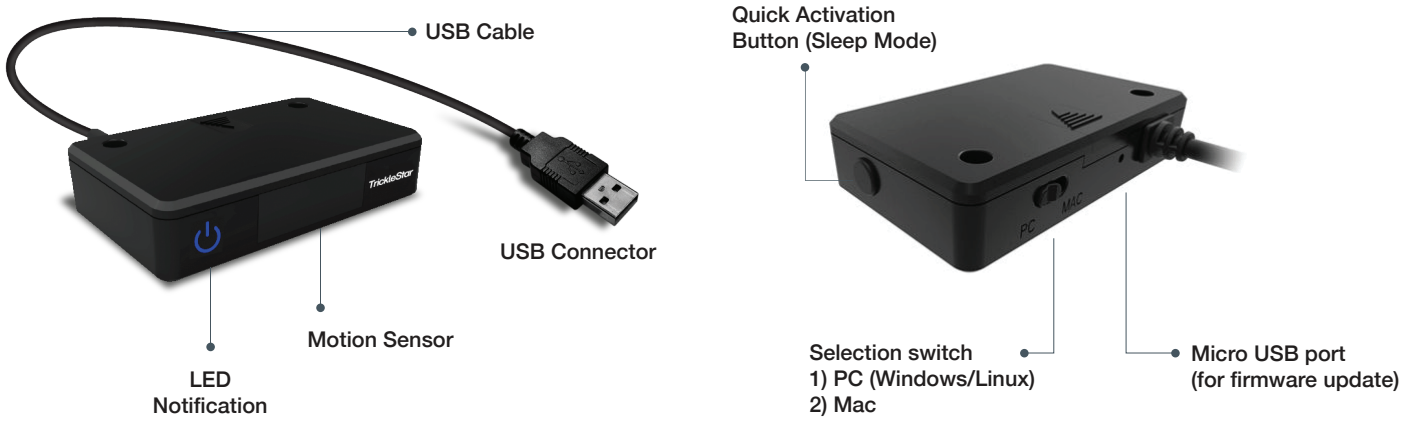 USB Cable
TrickleStar
USB Connector
Motion Sensor
LED
Notification
Quick Activation
Button (Sleep Mode)
PC
MAC
Selection switch
1) PC (Windows/Linux)
2) Mac
Micro USB port
(for firmware update)